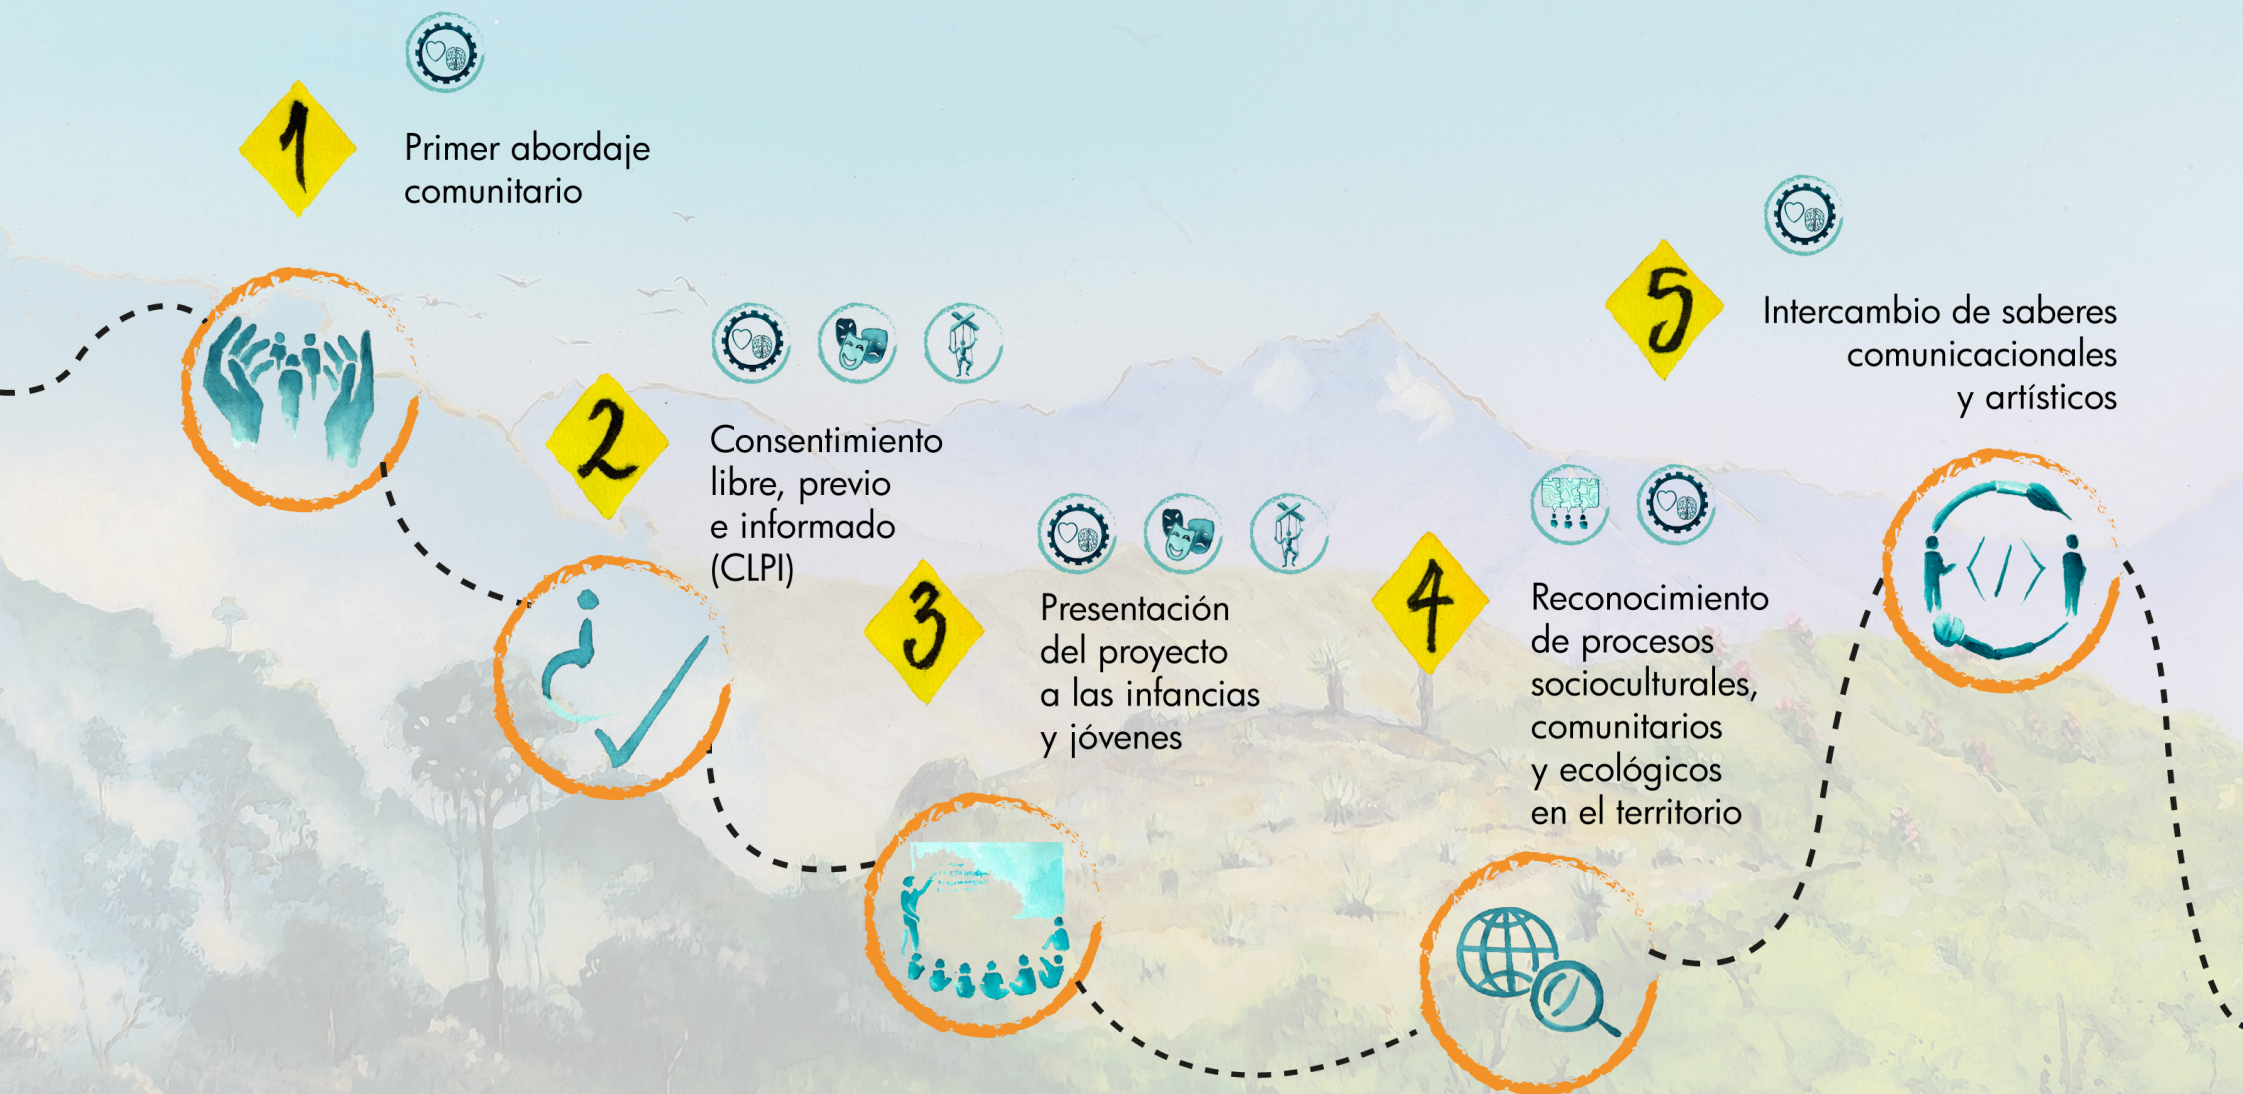 1
Primer abordaje
comunitario
2
Consentimiento
libre, previo
e informado
(CLPI)
3
Presentación
del proyecto
a las infancias
y jóvenes
4
Reconocimiento
de procesos
socioculturales,
comunitarios
y ecológicos
en el territorio
5
Intercambio de saberes
comunicacionales
y artísticos